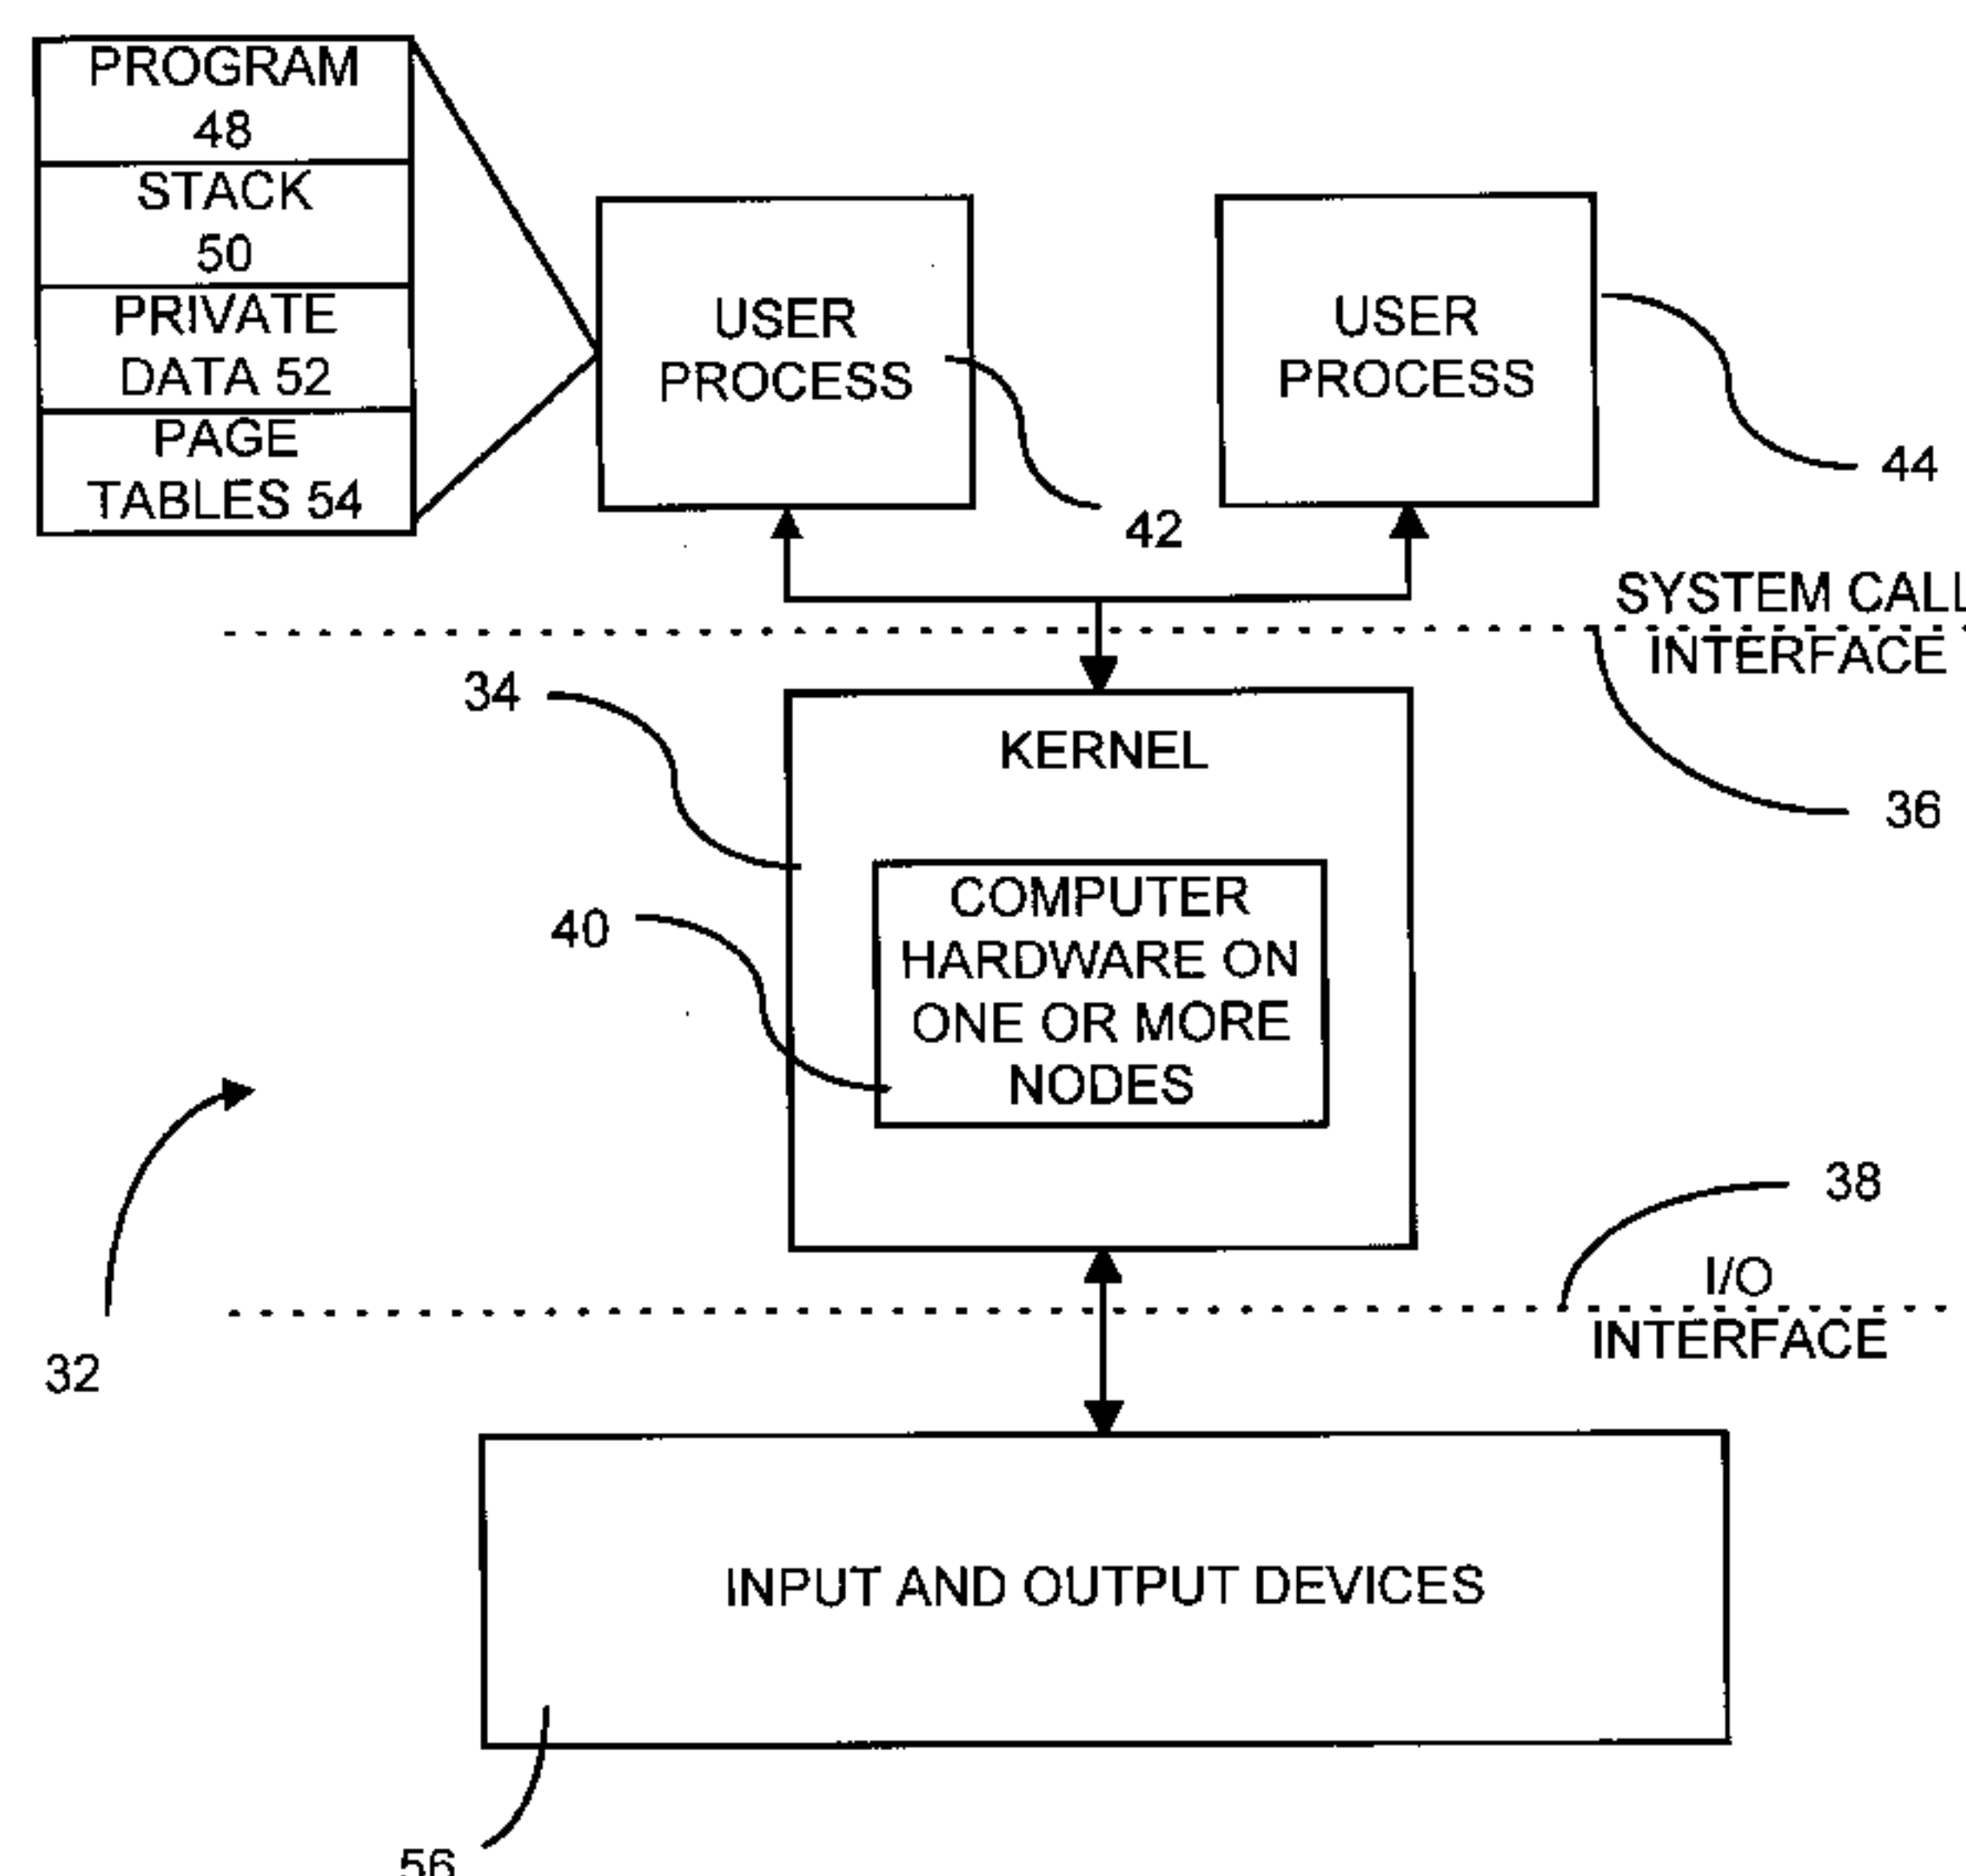 PROGRAM
48
STACK
50
PRIVATE
DATA 52
PAGE
TABLES 54
USER
PROCESS
42
USER
PROCESS
44
SYSTEM CALL
INTERFACE
36
34
KERNEL
40
COMPUTER
HARDWARE ON
ONE OR MORE
NODES
38
I/O
INTERFACE
32
INPUT AND OUTPUT DEVICES
56